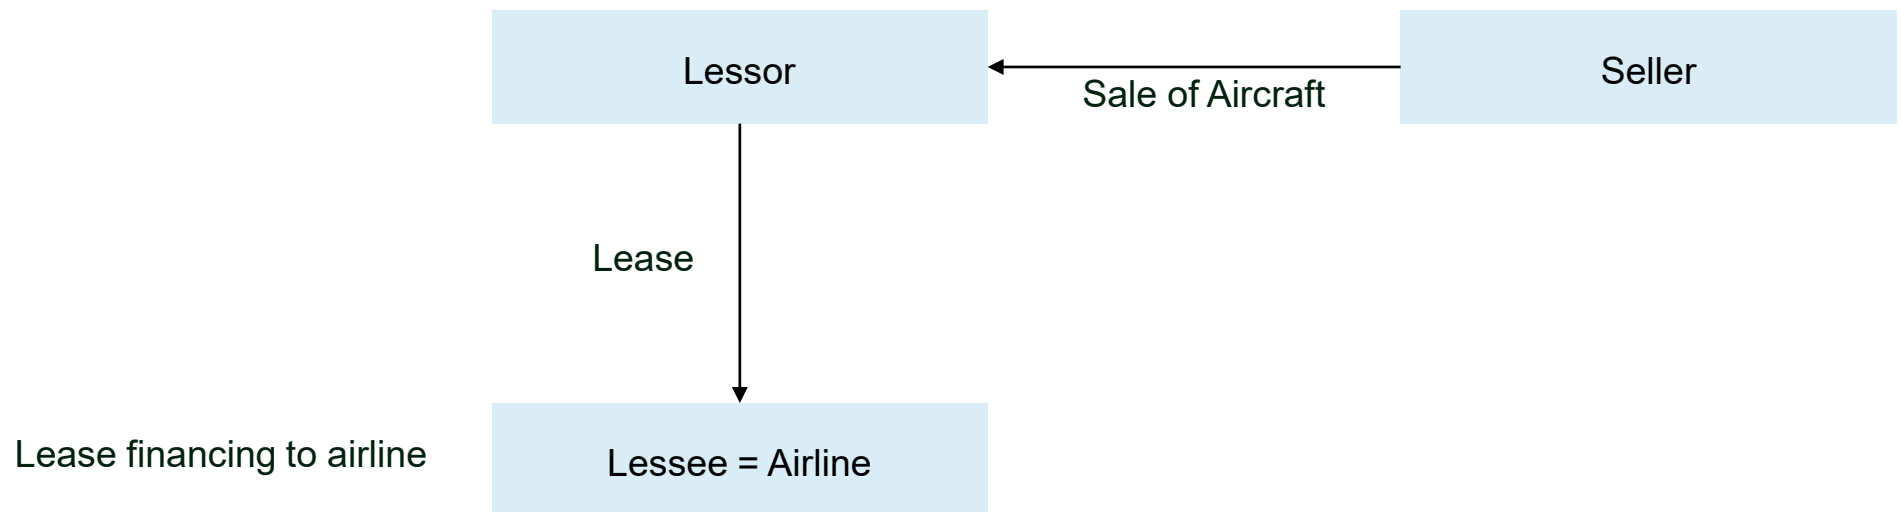 Lessor
Seller
Sale of Aircraft
Lease
Lease financing to airline
Lessee = Airline